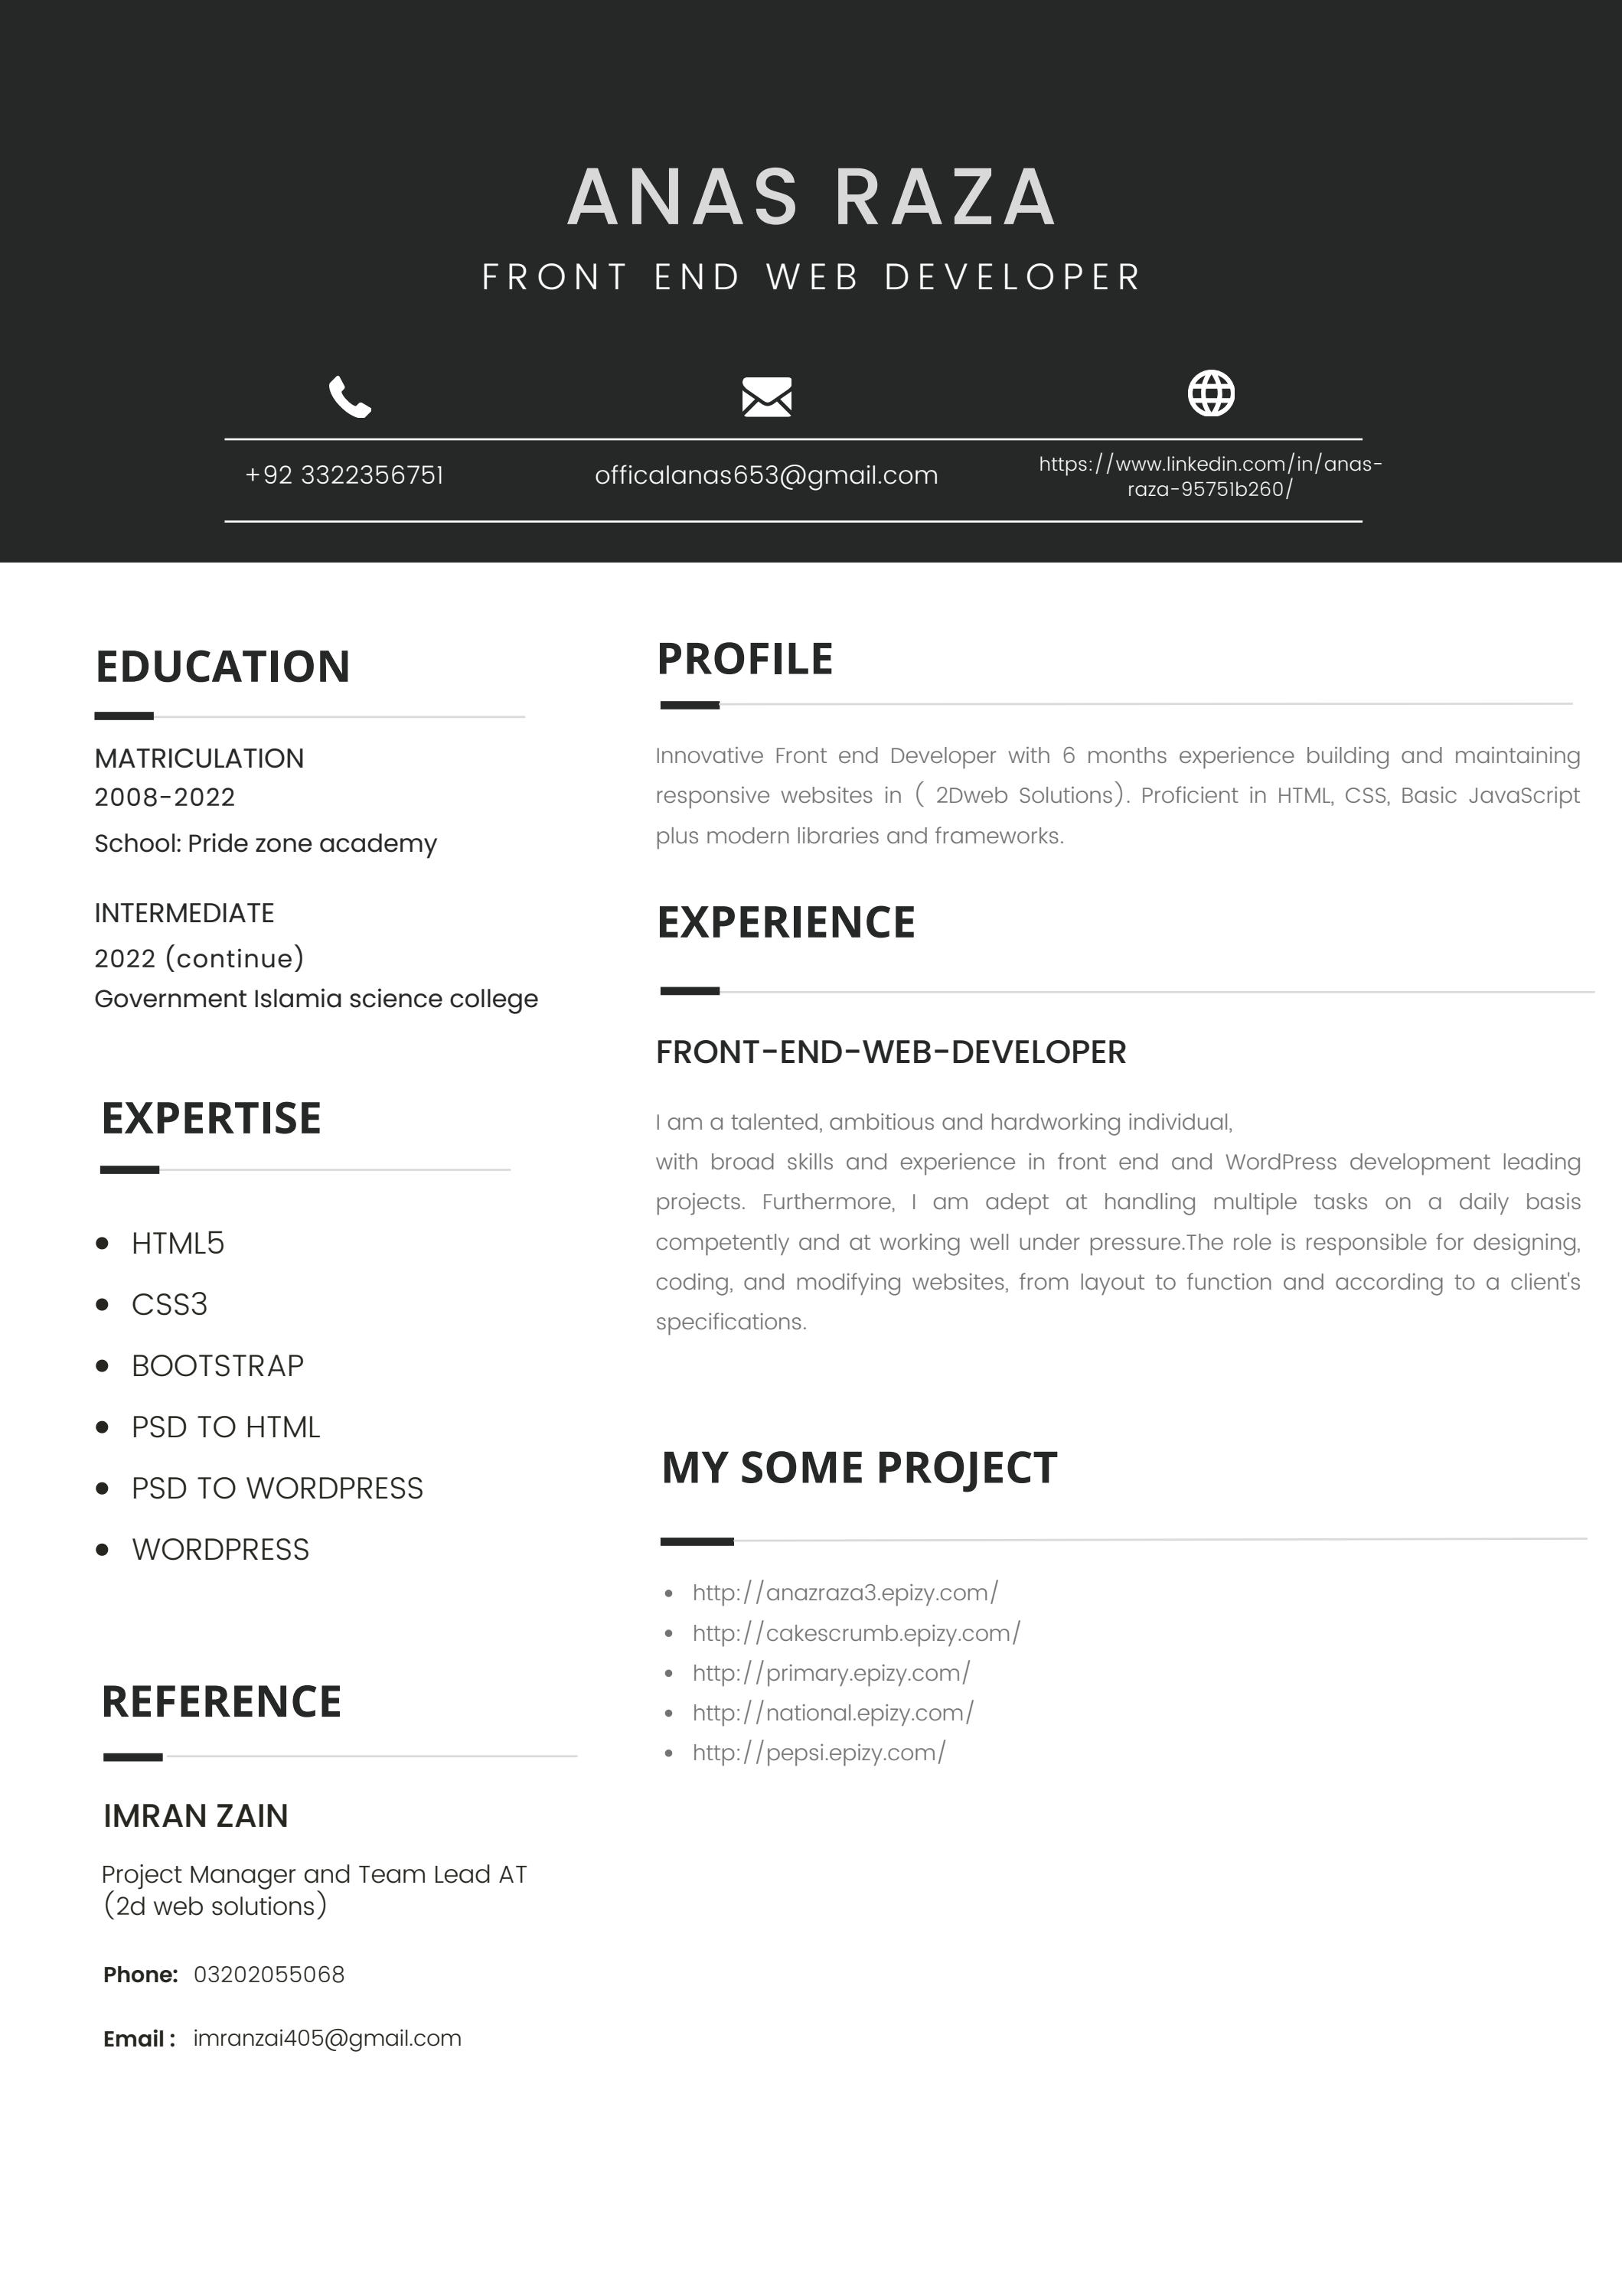 ANAS RAZA
FRONT END WEB DEVELOPER
+92 3322356751
officalanas653@gmail.com
https://www.linkedin.com/in/anas-
raza-95751b260/
EDUCATION
MATRICULATION
2008-2022
School: Pride zone academy
INTERMEDIATE
2022 (continue)
Government Islamia science college
EXPERTISE
• HTML5
• CSS3
• BOOTSTRAP
• PSD TO HTML
• PSD TO WORDPRESS
• WORDPRESS
REFERENCE
IMRAN ZAIN
Project Manager and Team Lead AT
(2d web solutions)
Phone: 03202055068
Email : imranzai405@gmail.com
PROFILE
Innovative Front end Developer with 6 months experience building and maintaining
responsive websites in ( 2Dweb Solutions). Proficient in HTML, CSS, Basic JavaScript
plus modern libraries and frameworks.
EXPERIENCE
FRONT-END-WEB-DEVELOPER
I am a talented, ambitious and hardworking individual,
with broad skills and experience in front end and WordPress development leading
projects. Furthermore, I am adept at handling multiple tasks on a daily basis
competently and at working well under pressure.The role is responsible for designing,
coding, and modifying websites, from layout to function and according to a client's
specifications.
MY SOME PROJECT
• http://anazraza3.epizy.com/
• http://cakescrumb.epizy.com/
• http://primary.epizy.com/
• http://national.epizy.com/
• http://pepsi.epizy.com/